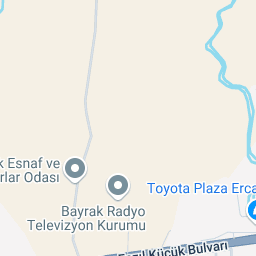 k Esnaf ve
rlar Odası
Toyota Plaza Erca
Bayrak Radyo
Televizyon Kurumu
Küçük Bulvarı